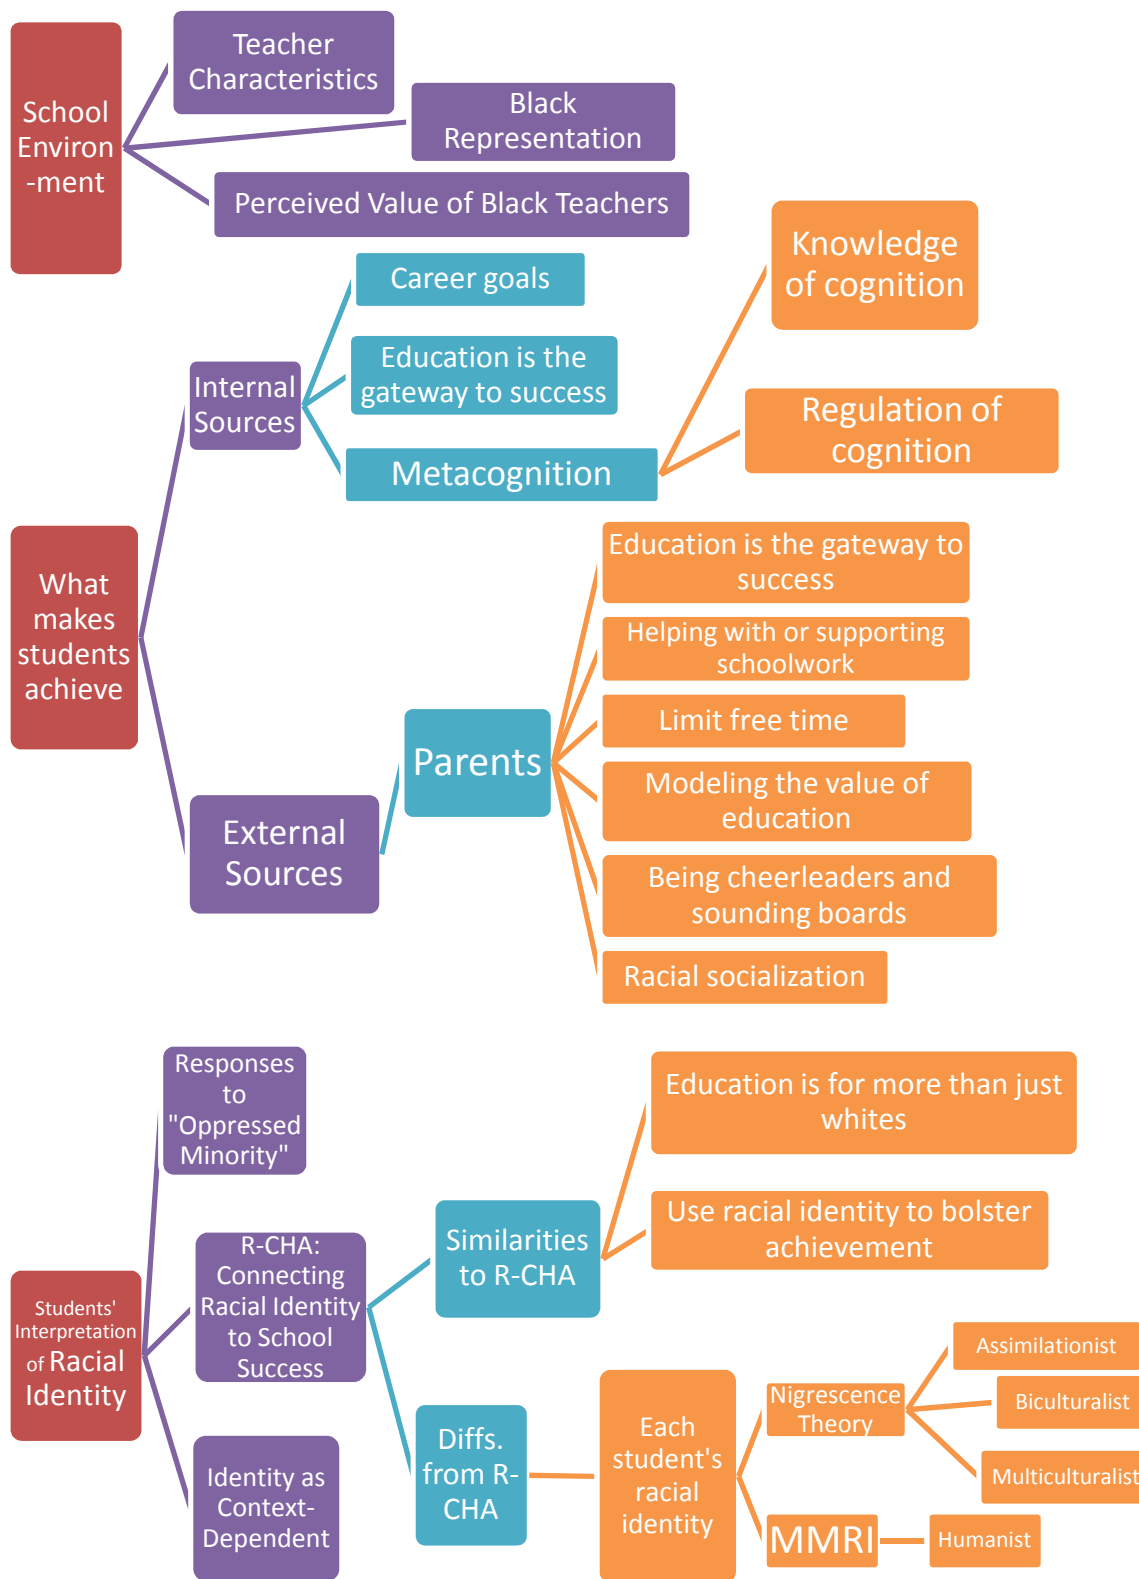 School
Environ
-ment
Teacher
Characteristics
Black
Representation
Perceived Value of Black Teachers
What
makes
students
achieve
Internal
Sources
Career goals
Education is the
gateway to success
Metacognition
Knowledge
of cognition
Regulation of
cognition
External
Sources
Parents
Education is the gateway to
success
Helping with or supporting
schoolwork
Limit free time
Modeling the value of
education
Being cheerleaders and
sounding boards
Racial socialization
Students'
Interpretation
of Racial
Identity
Responses
to
"Oppressed
Minority"
R-CHA:
Connecting
Racial Identity
to School
Success
Similarities
to R-CHA
Education is for more than just
whites
Use racial identity to bolster
achievement
Diffs.
from R-
CHA
Each
student's
racial
identity
Nigrescence
Theory
Assimilationist
Biculturalist
Multiculturalist
MMRI
Humanist
Identity as
Context-
Dependent